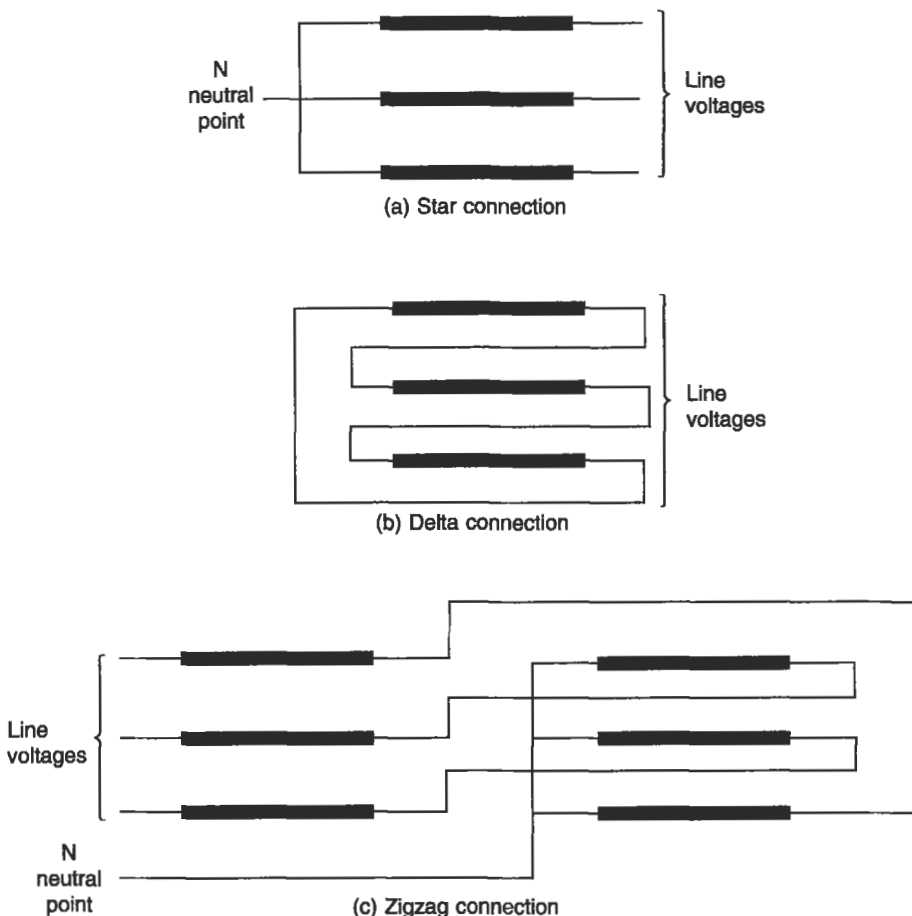 N
neutral
point
Line
voltages
(a) Star connection
Line
voltages
(b) Delta connection
Line
voltages
N
neutral
point
(c) Zigzag connection